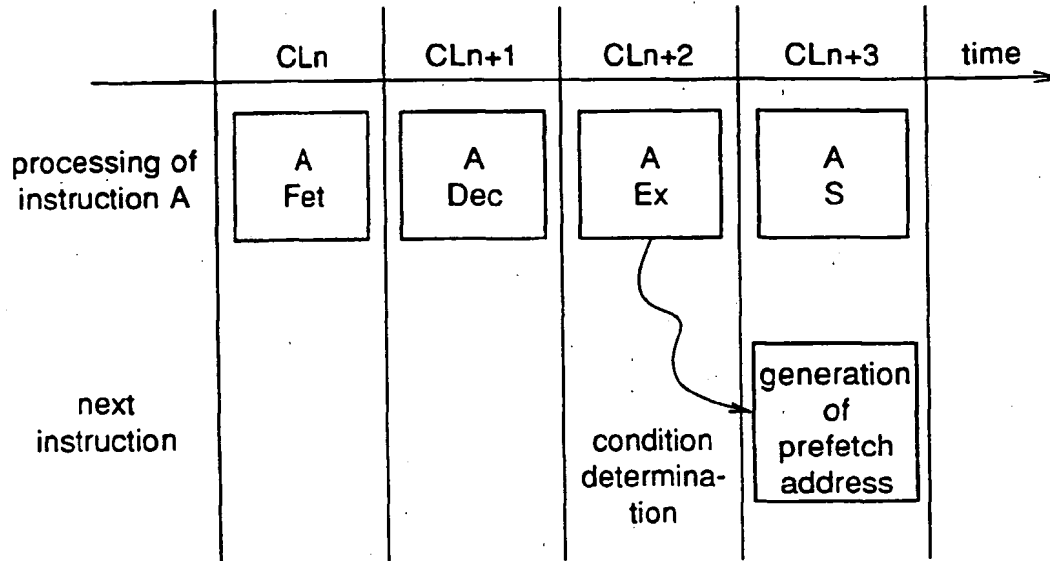 CLn CLn+1 CLn+2 CLn+3 time
processing of
instruction A
A
Fet
A
Dec
A
Ex
A
S
next
instruction
condition
determina-
tion
generation
of
prefetch
address